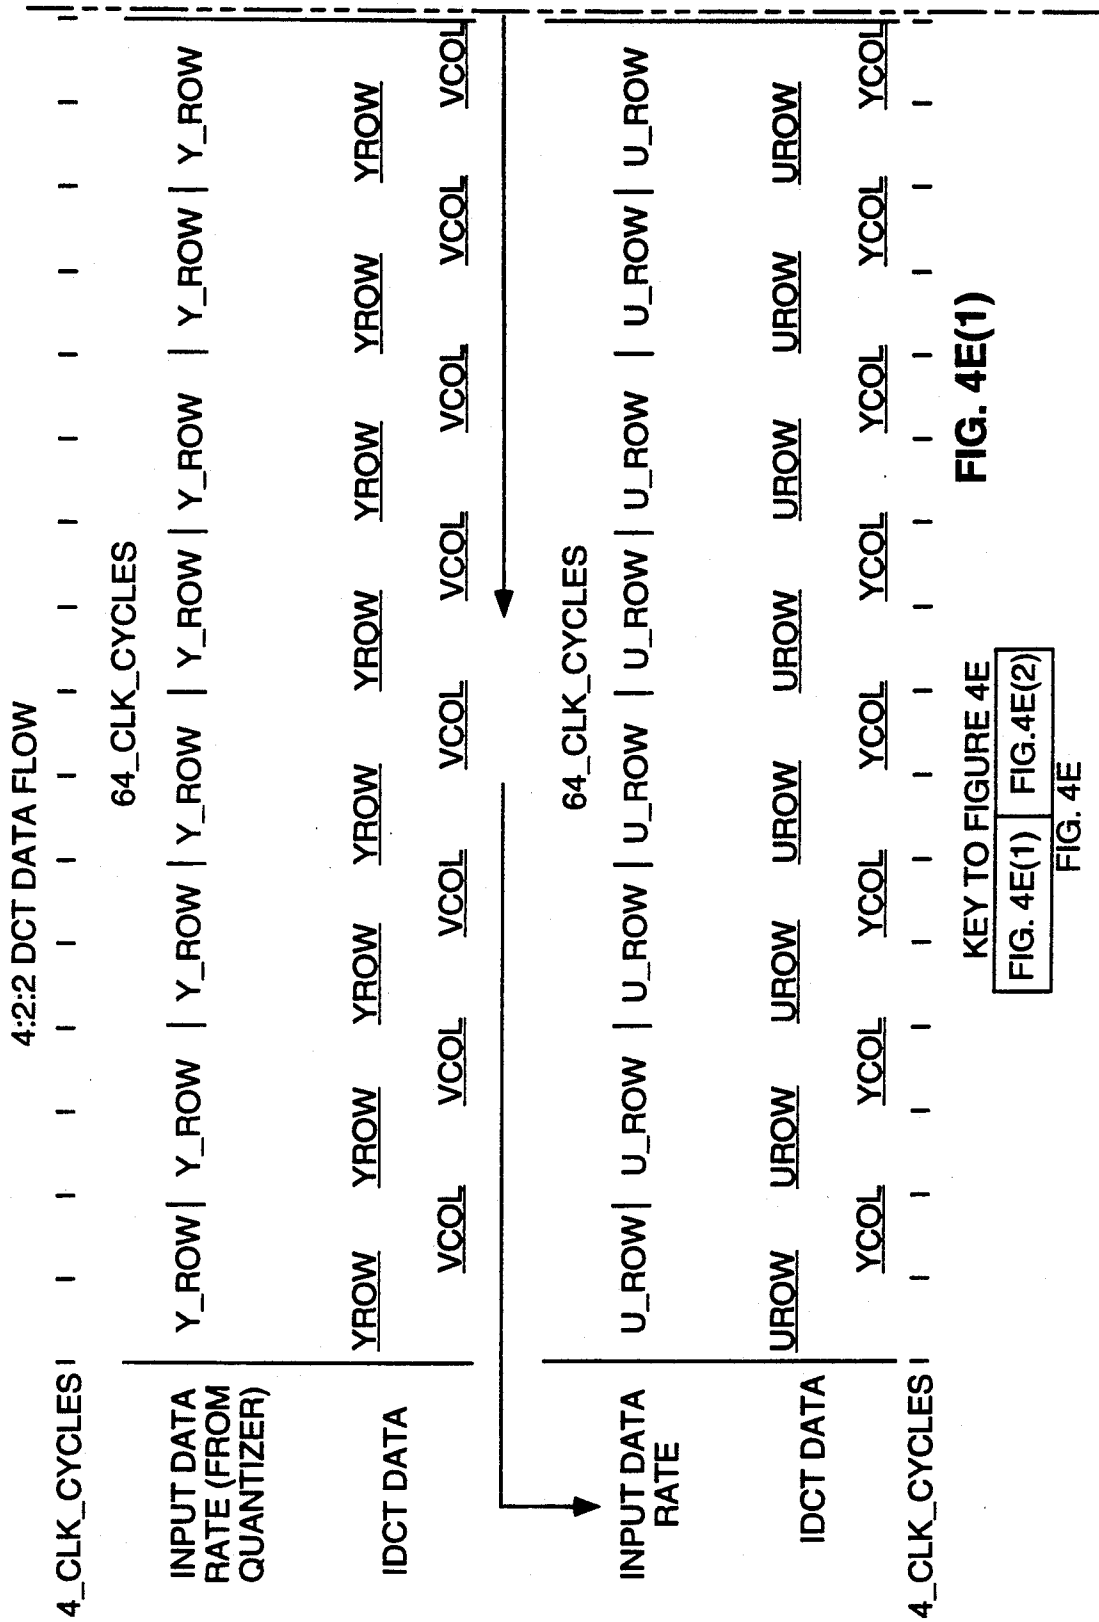 4:2:2 DCT DATA FLOW
4_CLK_CYCLES
64_CLK_CYCLES
INPUT DATA
RATE (FROM
QUANTIZER)
Y_ROW | Y_ROW | Y_ROW | Y_ROW | Y_ROW | Y_ROW | Y_ROW | Y_ROW
IDCT DATA
YROW YROW YROW YROW YROW YROW YROW YROW
VCOL VCOL VCOL VCOL VCOL VCOL VCOL VCOL
64_CLK_CYCLES
INPUT DATA
RATE
U_ROW | U_ROW | U_ROW | U_ROW | U_ROW | U_ROW | U_ROW | U_ROW
IDCT DATA
UROW UROW UROW UROW UROW UROW UROW UROW
YCOL YCOL YCOL YCOL YCOL YCOL YCOL YCOL
4_CLK_CYCLES
KEY TO FIGURE 4E
FIG. 4E(1) FIG.4E(2)
FIG. 4E
FIG. 4E(1)